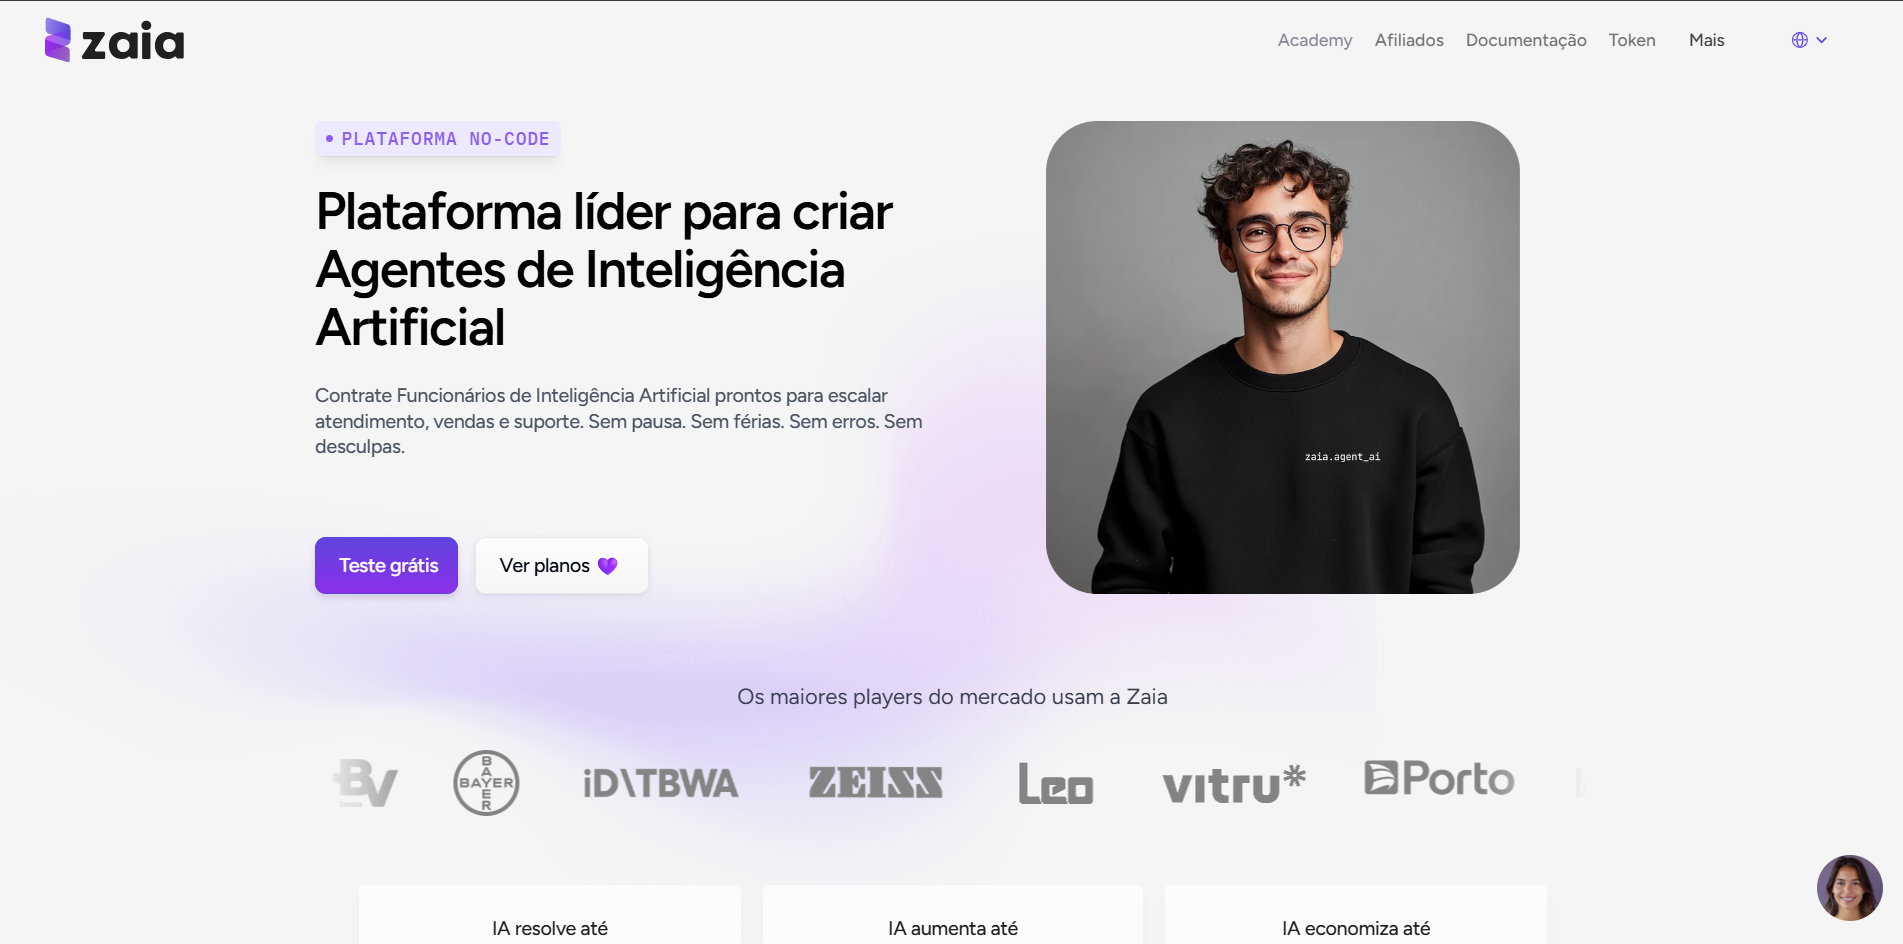 zaia
Academy Afiliados Documentação Token Mais
PLATAFORMA NO-CODE
Plataforma líder para criar
Agentes de Inteligência
Artificial
Contrate Funcionários de Inteligência Artificial prontos para escalar
atendimento, vendas e suporte. Sem pausa. Sem férias. Sem erros. Sem
desculpas.
Teste grátis
Ver planos
zaia.agent_ai
Os maiores players do mercado usam a Zaia
BV
banco
BAYER
BAYER
iD\TBWA
ZEISS
Leo
vitru*
Porto
IA resolve até
IA aumenta até
IA economiza até